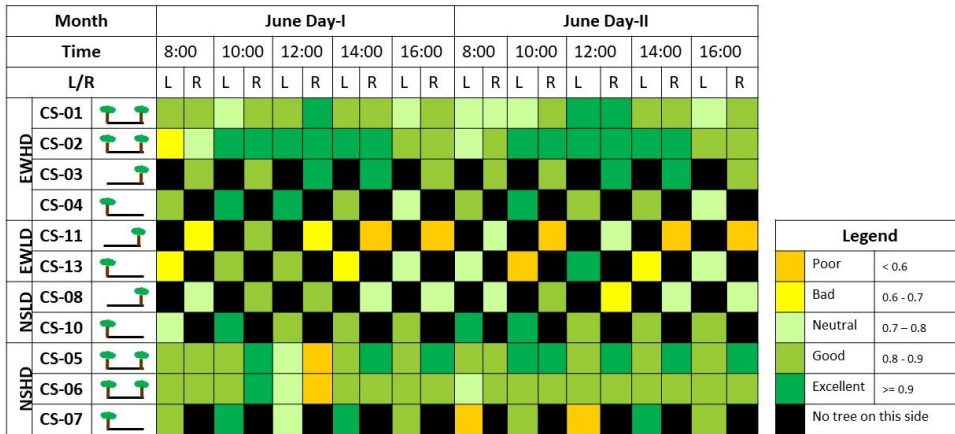 Month June Day-I June Day-II
Time 8:00 10:00 12:00 14:00 16:00 8:00 10:00 12:00 14:00 16:00
L/R L R L R L R L R L R L R L R L R L R L R
EWHD
CS-01
CS-02
CS-03
CS-04
EWLD
CS-11
CS-13
NSLD
CS-08
CS-10
NSHD
CS-05
CS-06
CS-07
Legend
Poor < 0.6
Bad 0.6 - 0.7
Neutral 0.7 – 0.8
Good 0.8 - 0.9
Excellent >= 0.9
No tree on this side